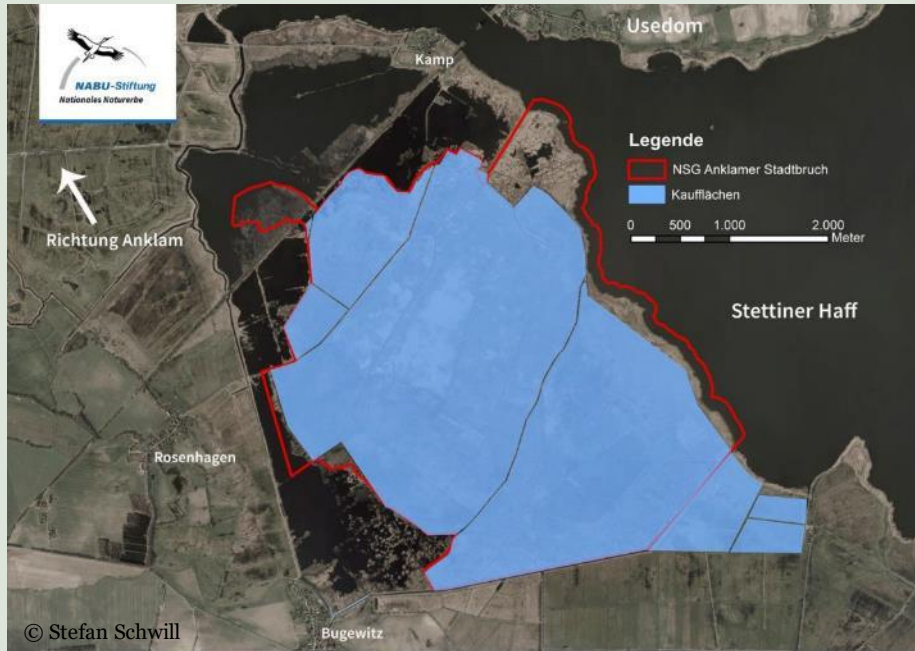 Usedom
Kamp
NABU-Stiftung
Nationales Naturerbe
Legende
NSG Anklamer Stadtbruch
Kaufflächen
0 500 1.000 2.000
Meter
Richtung Anklam
Stettiner Haff
Rosenhagen
Bugewitz
© Stefan Schwill